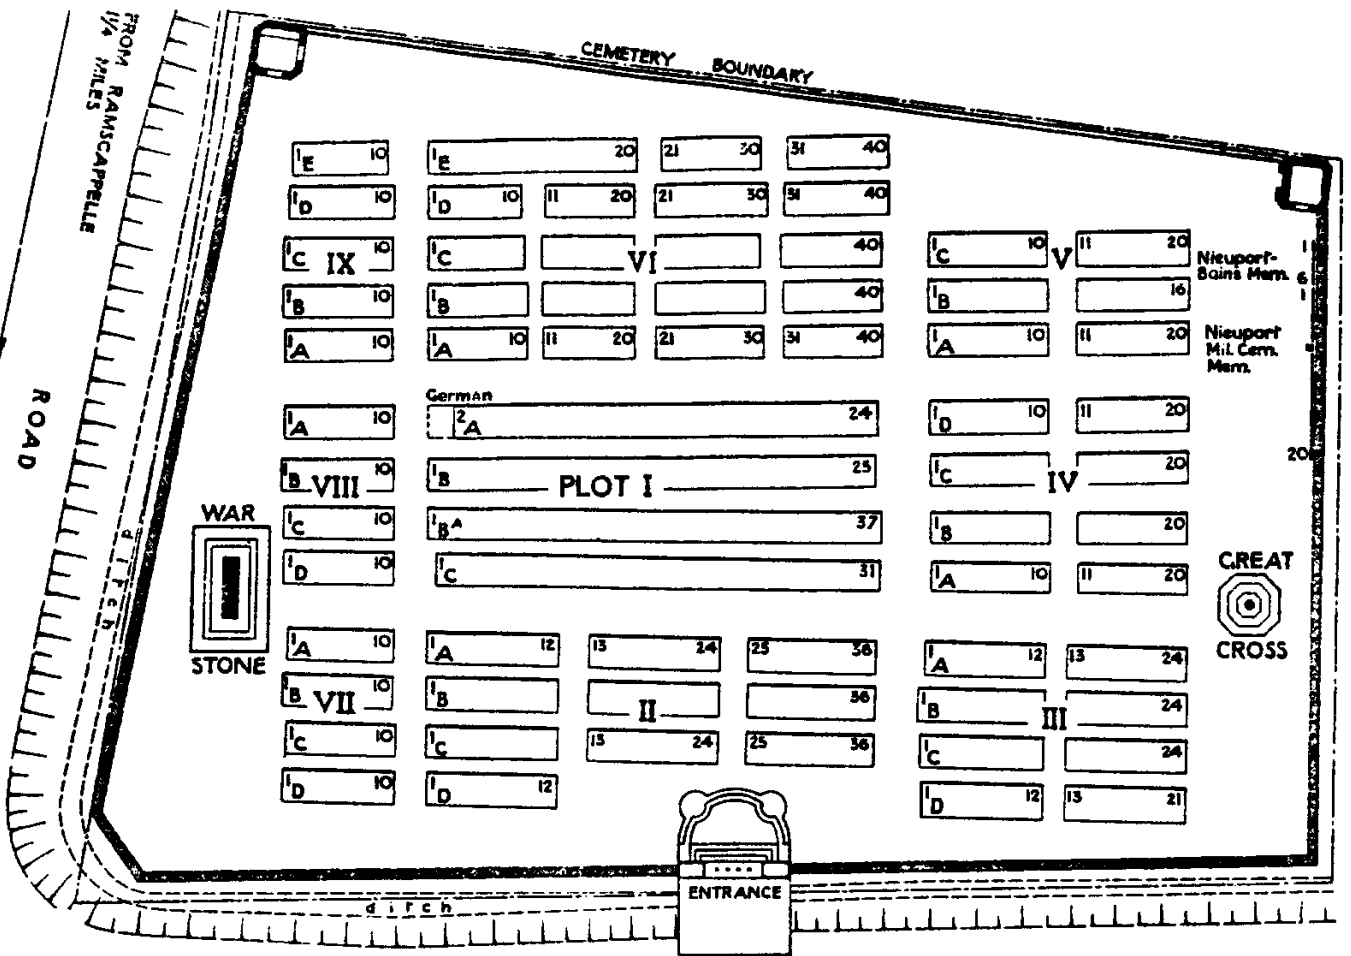 FROM RAMSCAPPELLE
1¼ MILES
CEMETERY BOUNDARY
1E 10
1E 20 21 30 31 40
1D 10
1D 10 11 20 21 30 31 40
1C IX 10
1C VI 40
1C 10 V 11 20
Nieuport-
Bains Mem.
1
6
1
1B 10
1B 40
1B 16
1A 10
1A 10 11 20 21 30 31 40
1A 10 11 20
Nieuport
Mil. Cem.
Mem.
ROAD
German
1A 10
2A 24
1D 10 11 20
20
1B VIII 10
1B PLOT I 25
1C IV 20
WAR
STONE
1C 10
1BA 37
1B 20
ditch
1D 10
1C 31
1A 10 11 20
GREAT
CROSS
1A 10
1A 12 13 24 25 36
1A 12 13 24
1B VII 10
1B II 36
1B III 24
1C 10
1C 13 24 25 36
1C 24
1D 10
1D 12
1D 12 13 21
ENTRANCE
ditch